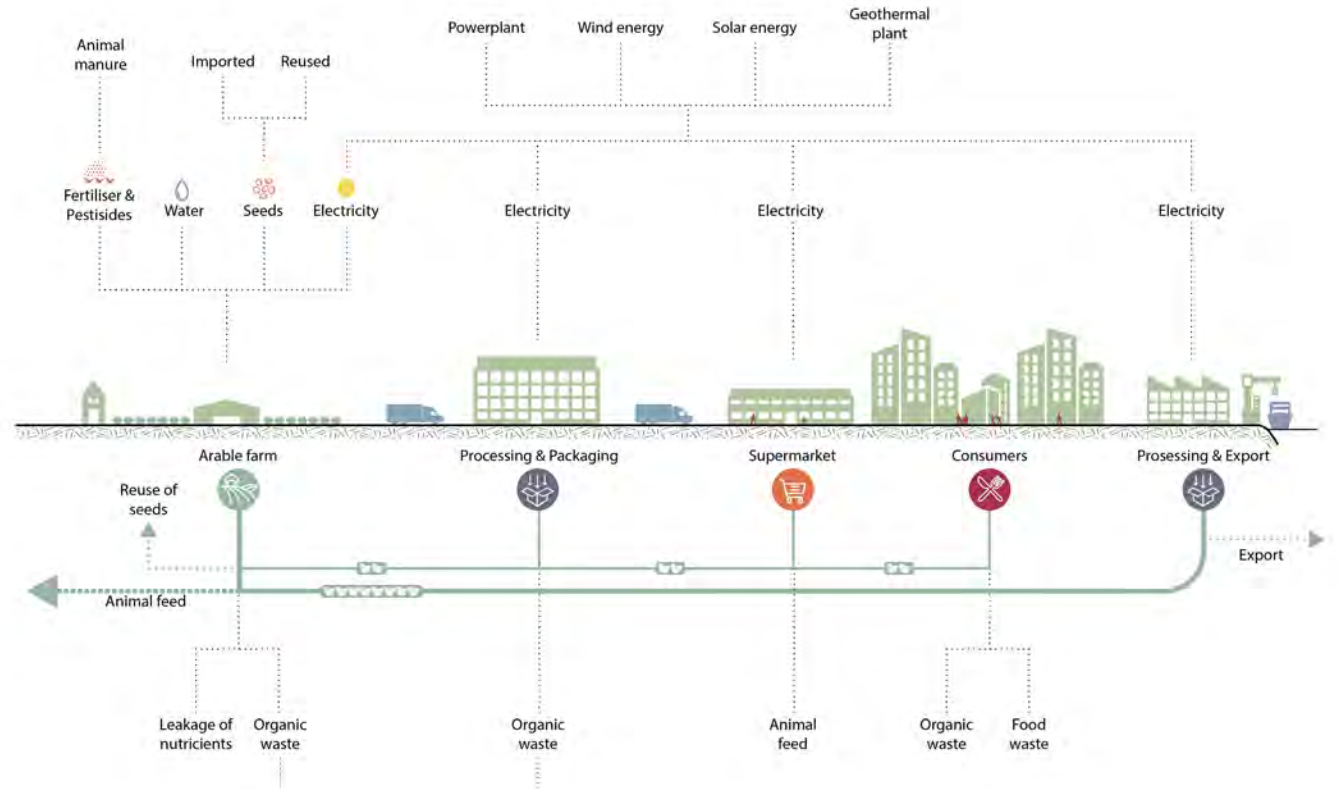 Powerplant
Wind energy
Solar energy
Geothermal
plant
Animal
manure
Imported
Reused
Fertiliser &
Pestisides
Water
Seeds
Electricity
Electricity
Electricity
Electricity
Arable farm
Processing & Packaging
Supermarket
Consumers
Prosessing & Export
Reuse of
seeds
Export
Animal feed
Leakage of
nutricients
Organic
waste
Organic
waste
Animal
feed
Organic
waste
Food
waste